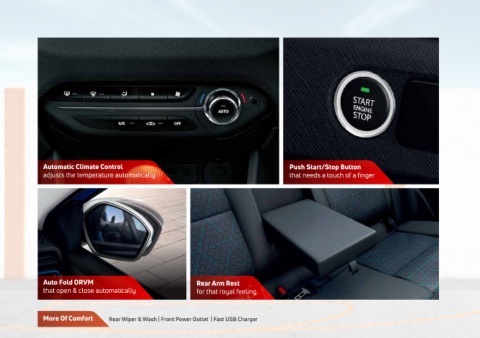 AUTO
A/C
OFF
START
ENGINE
STOP
Automatic Climate Control
adjusts the temperature automatically
Push Start/Stop Button
that needs a touch of a finger
Auto Fold ORVM
that open & close automatically
Rear Arm Rest
for that royal feeling
More Of Comfort
Rear Wiper & Wash | Front Power Outlet | Fast USB Charger